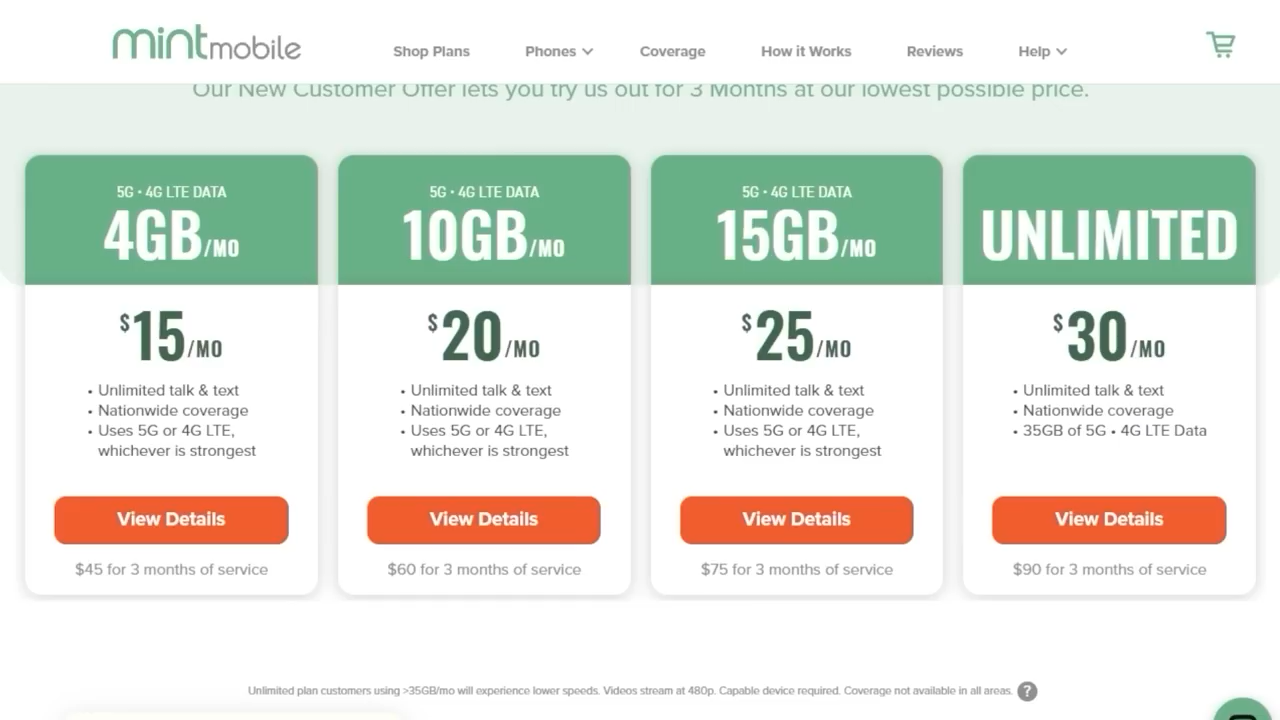 mintmobile
Shop Plans
Phones
Coverage
How it Works
Reviews
Help
Our New Customer Offer lets you try us out for 3 Months at our lowest possible price.
5G • 4G LTE DATA
4GB/MO
$15/MO
• Unlimited talk & text
• Nationwide coverage
• Uses 5G or 4G LTE,
whichever is strongest
View Details
$45 for 3 months of service
5G • 4G LTE DATA
10GB/MO
$20/MO
• Unlimited talk & text
• Nationwide coverage
• Uses 5G or 4G LTE,
whichever is strongest
View Details
$60 for 3 months of service
5G • 4G LTE DATA
15GB/MO
$25/MO
• Unlimited talk & text
• Nationwide coverage
• Uses 5G or 4G LTE,
whichever is strongest
View Details
$75 for 3 months of service
UNLIMITED
$30/MO
• Unlimited talk & text
• Nationwide coverage
• 35GB of 5G • 4G LTE Data
View Details
$90 for 3 months of service
Unlimited plan customers using >35GB/mo will experience lower speeds. Videos stream at 480p. Capable device required. Coverage not available in all areas. ?